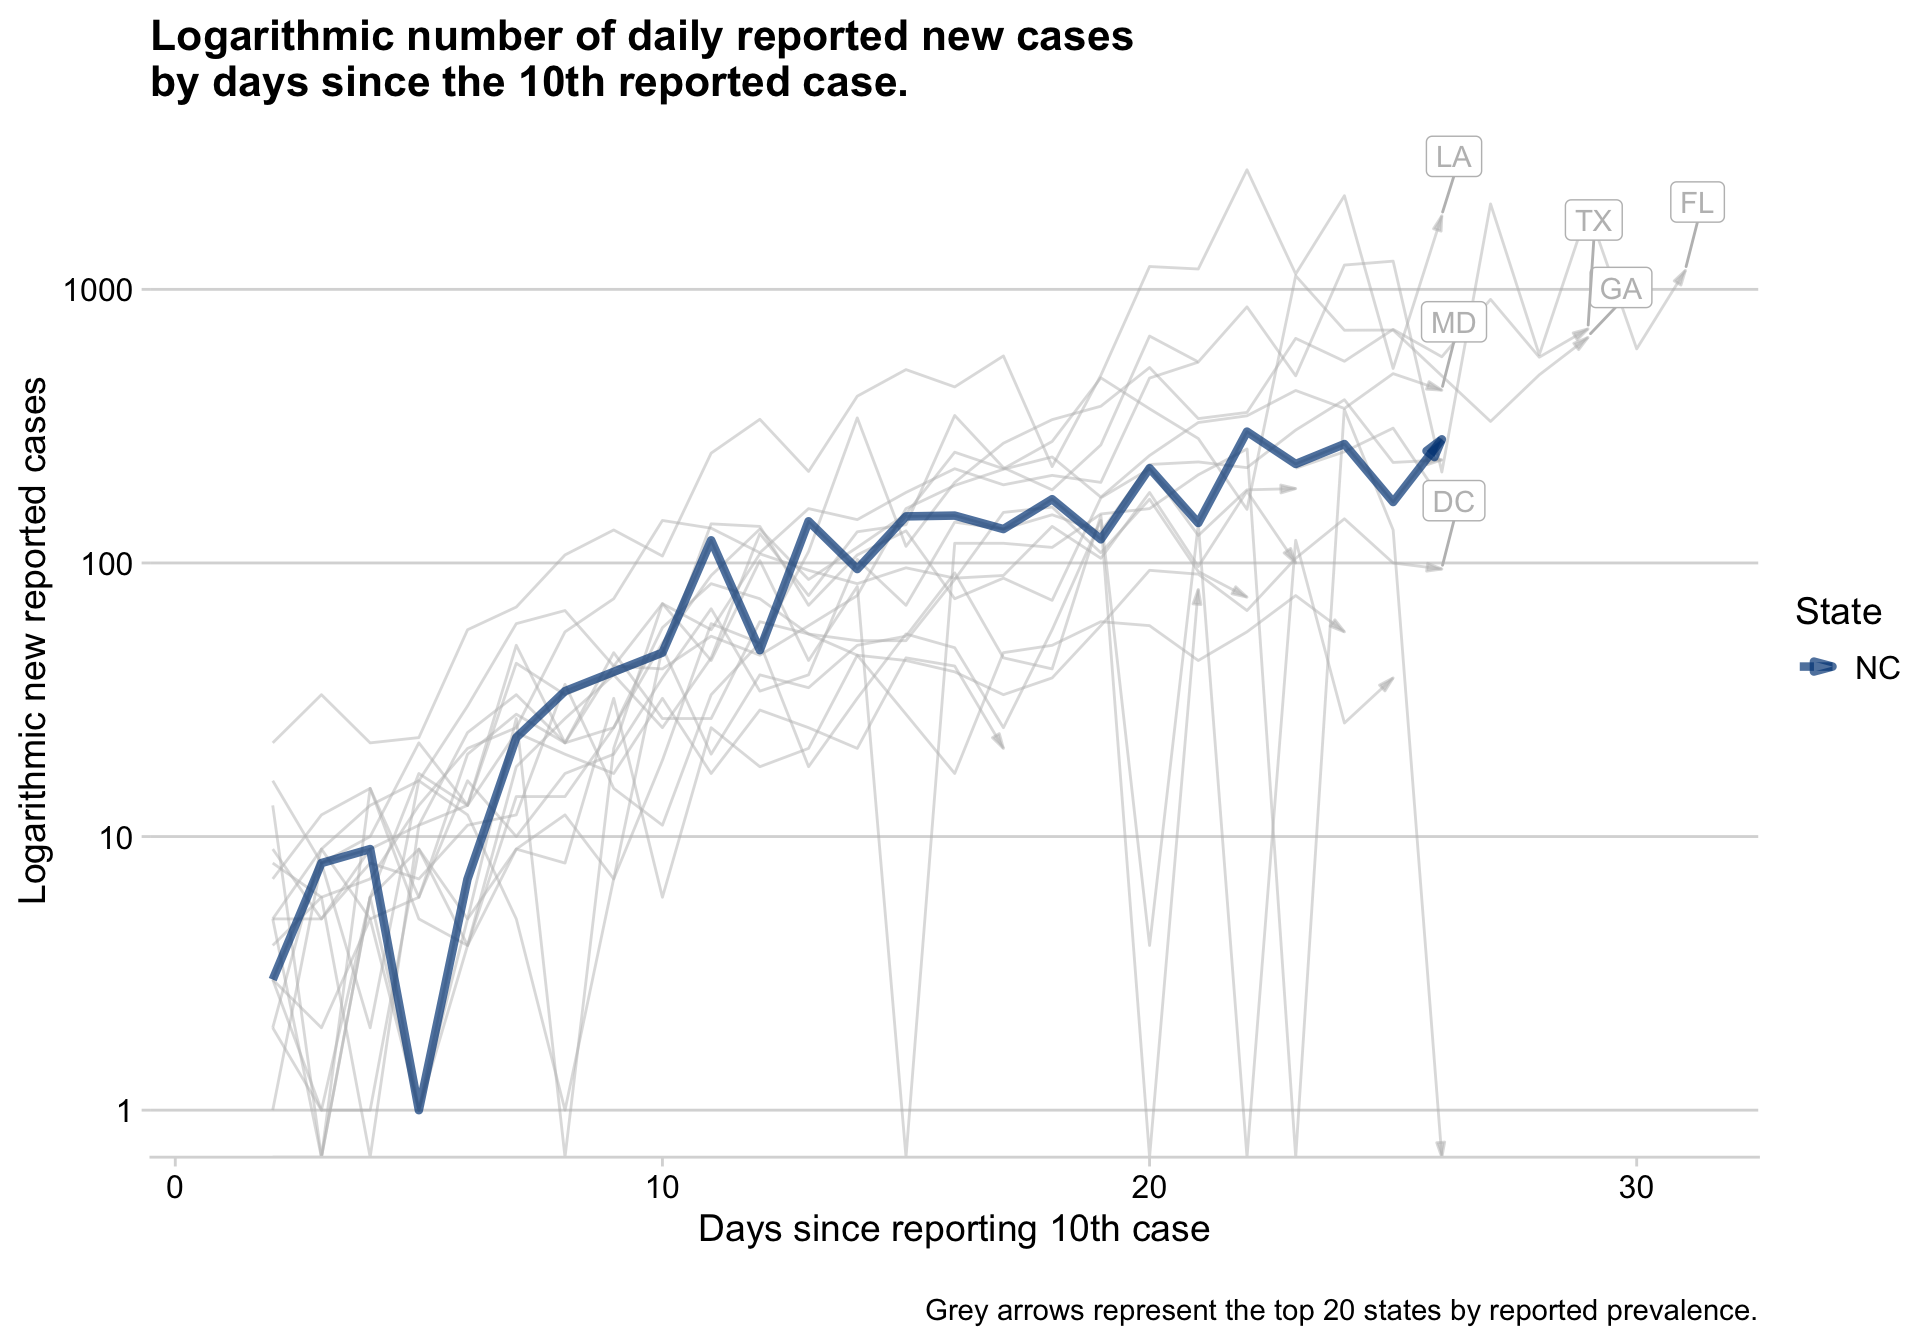 Logarithmic number of daily reported new cases
by days since the 10th reported case.
LA
FL
TX
GA
MD
DC
1000
100
10
1
Logarithmic new reported cases
0
10
20
30
Days since reporting 10th case
State
NC
Grey arrows represent the top 20 states by reported prevalence.